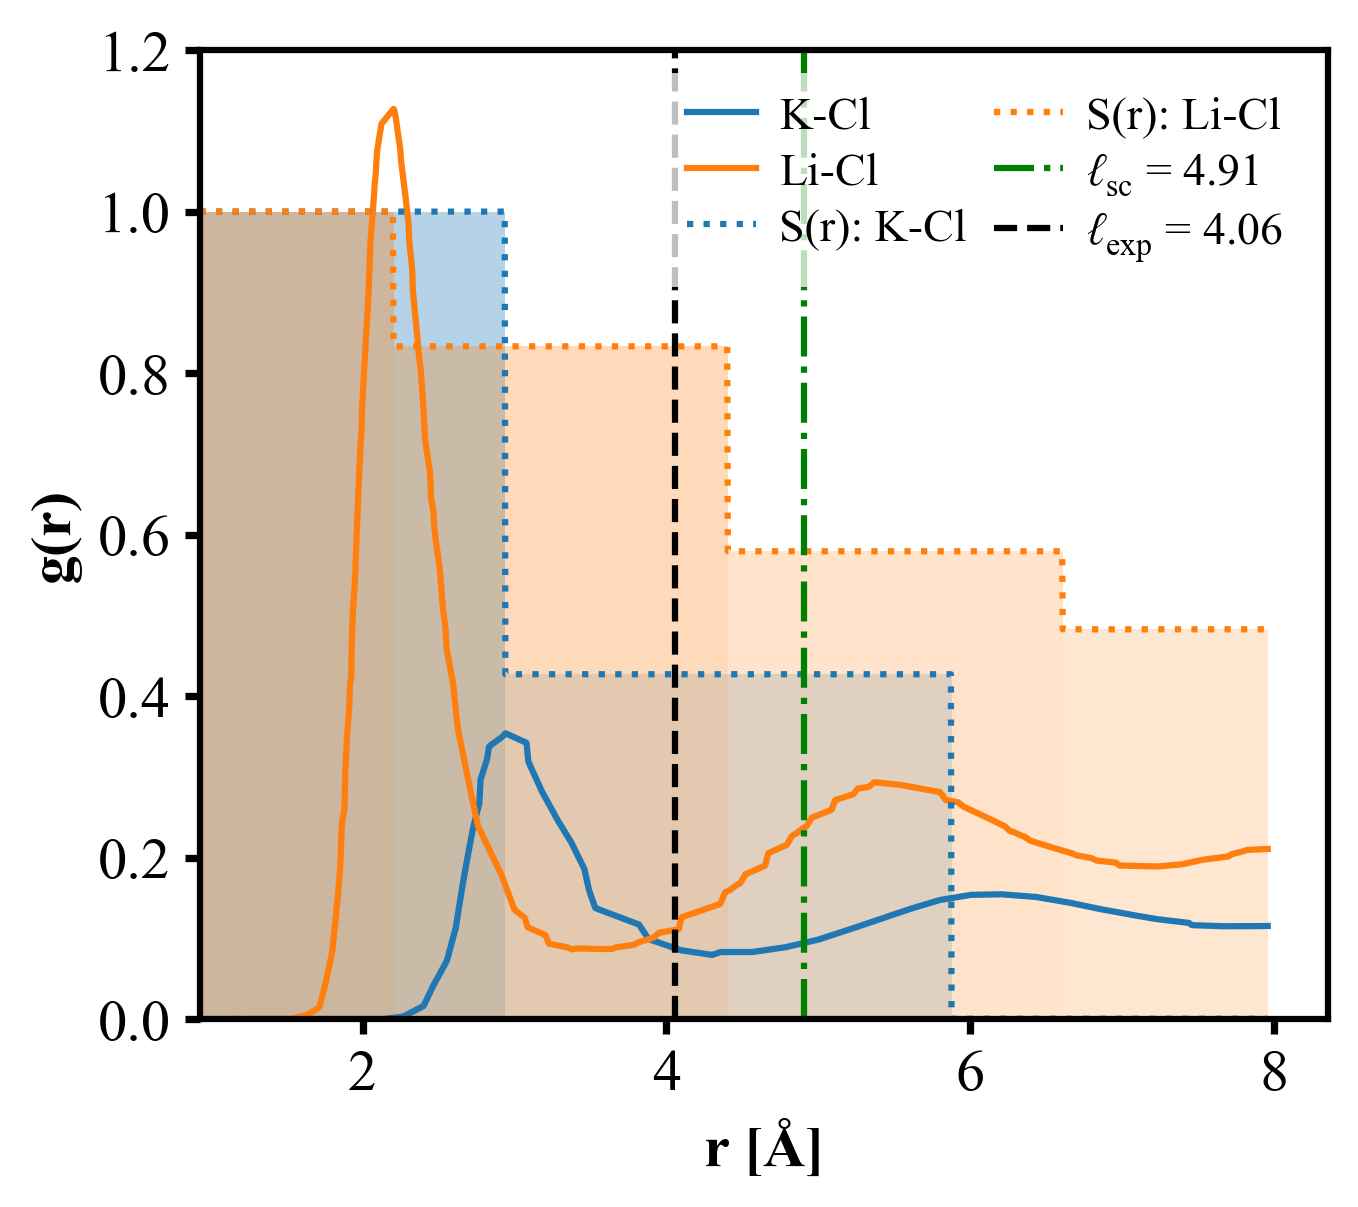 1.2
1.0
0.8
0.6
0.4
0.2
0.0
g(r)
K-Cl
Li-Cl
S(r): K-Cl
S(r): Li-Cl
ℓsc = 4.91
ℓexp = 4.06
2 4 6 8
r [Å]